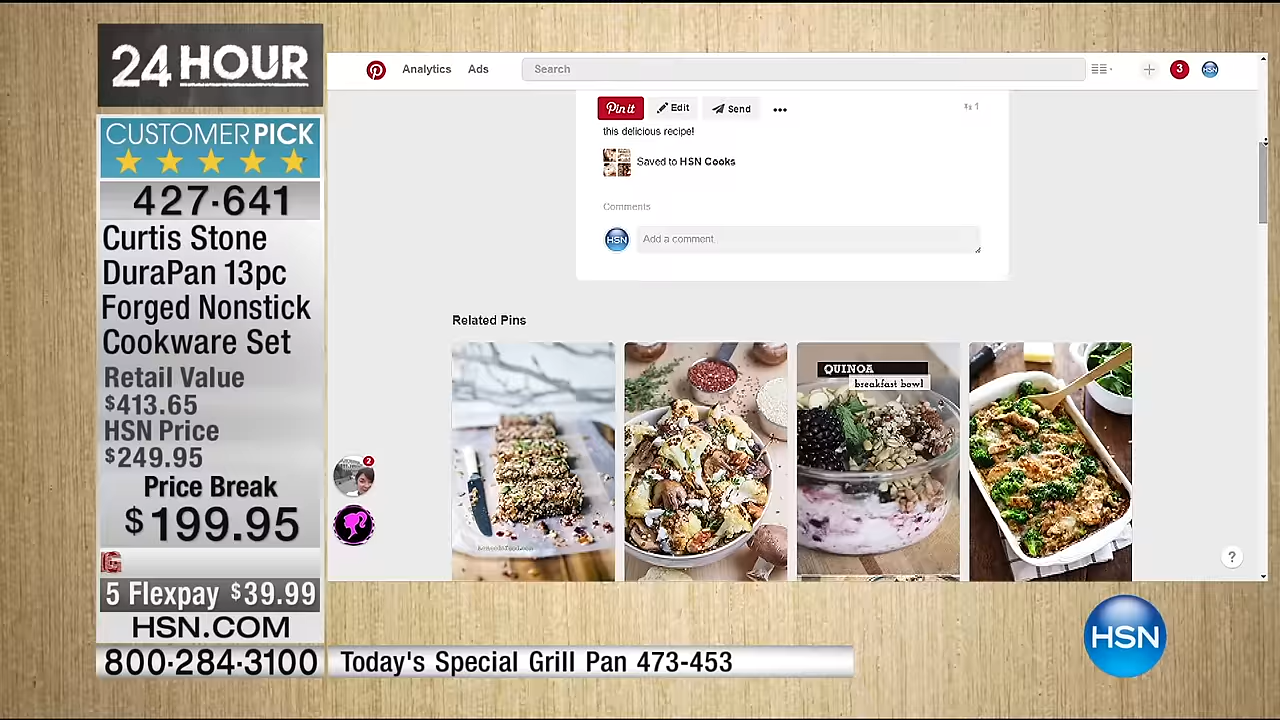 24 HOUR
CUSTOMER PICK
427-641
Curtis Stone
DuraPan 13pc
Forged Nonstick
Cookware Set
Retail Value
$413.65
HSN Price
$249.95
Price Break
$199.95
5 Flexpay $39.99
HSN.COM
800-284-3100
Today's Special Grill Pan 473-453
HSN
Analytics Ads Search 3 HSN
Pin it Edit Send 1
this delicious recipe!
Saved to HSN Cooks
Comments
HSN Add a comment
Related Pins
QUINOA
breakfast bowl
2
?